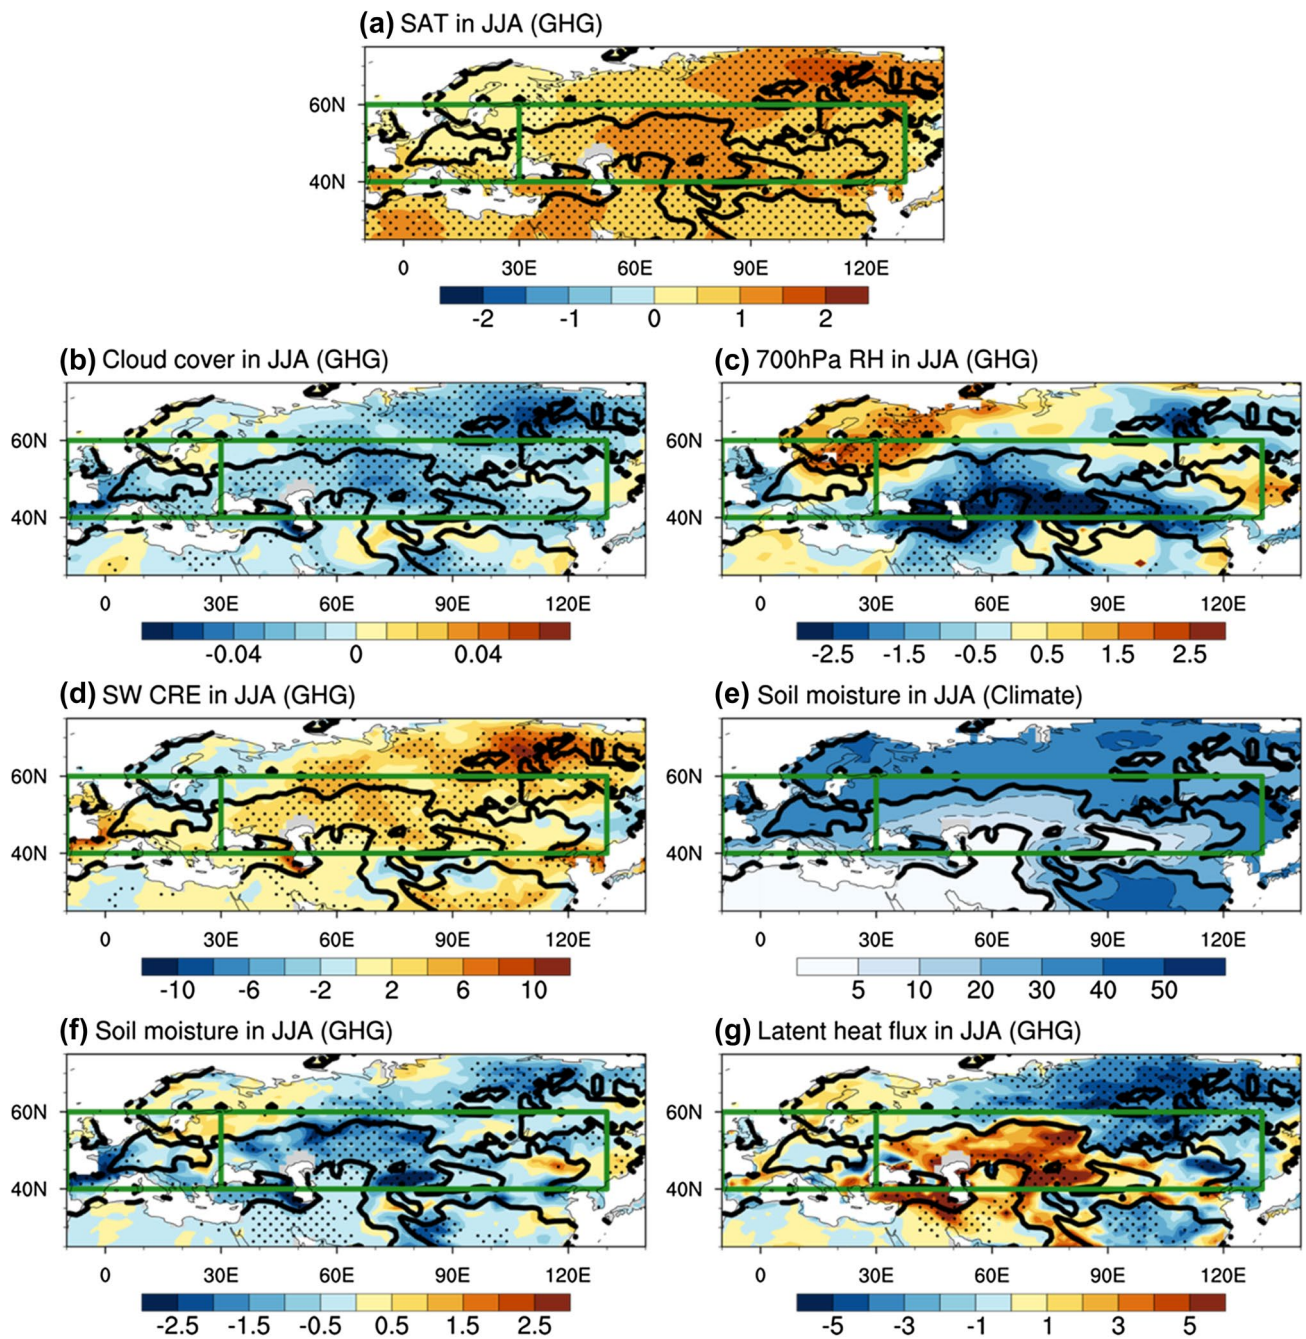 (a) SAT in JJA (GHG)
60N
40N
0 30E 60E 90E 120E
-2 -1 0 1 2
(b) Cloud cover in JJA (GHG)
60N
40N
0 30E 60E 90E 120E
-0.04 0 0.04
(c) 700hPa RH in JJA (GHG)
60N
40N
0 30E 60E 90E 120E
-2.5 -1.5 -0.5 0.5 1.5 2.5
(d) SW CRE in JJA (GHG)
60N
40N
0 30E 60E 90E 120E
-10 -6 -2 2 6 10
(e) Soil moisture in JJA (Climate)
60N
40N
0 30E 60E 90E 120E
5 10 20 30 40 50
(f) Soil moisture in JJA (GHG)
60N
40N
0 30E 60E 90E 120E
-2.5 -1.5 -0.5 0.5 1.5 2.5
(g) Latent heat flux in JJA (GHG)
60N
40N
0 30E 60E 90E 120E
-5 -3 -1 1 3 5